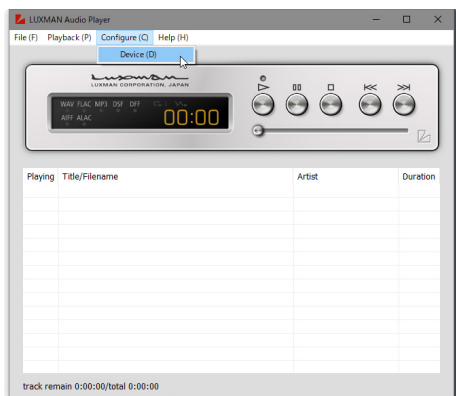 LUXMAN Audio Player
File (F) Playback (P) Configure (C) Help (H)
Device (D)
Luxman
LUXMAN CORPORATION, JAPAN
WAV FLAC MP3 DSF DFF
AIFF ALAC
00:00
Playing Title/Filename Artist Duration
track remain 0:00:00/total 0:00:00